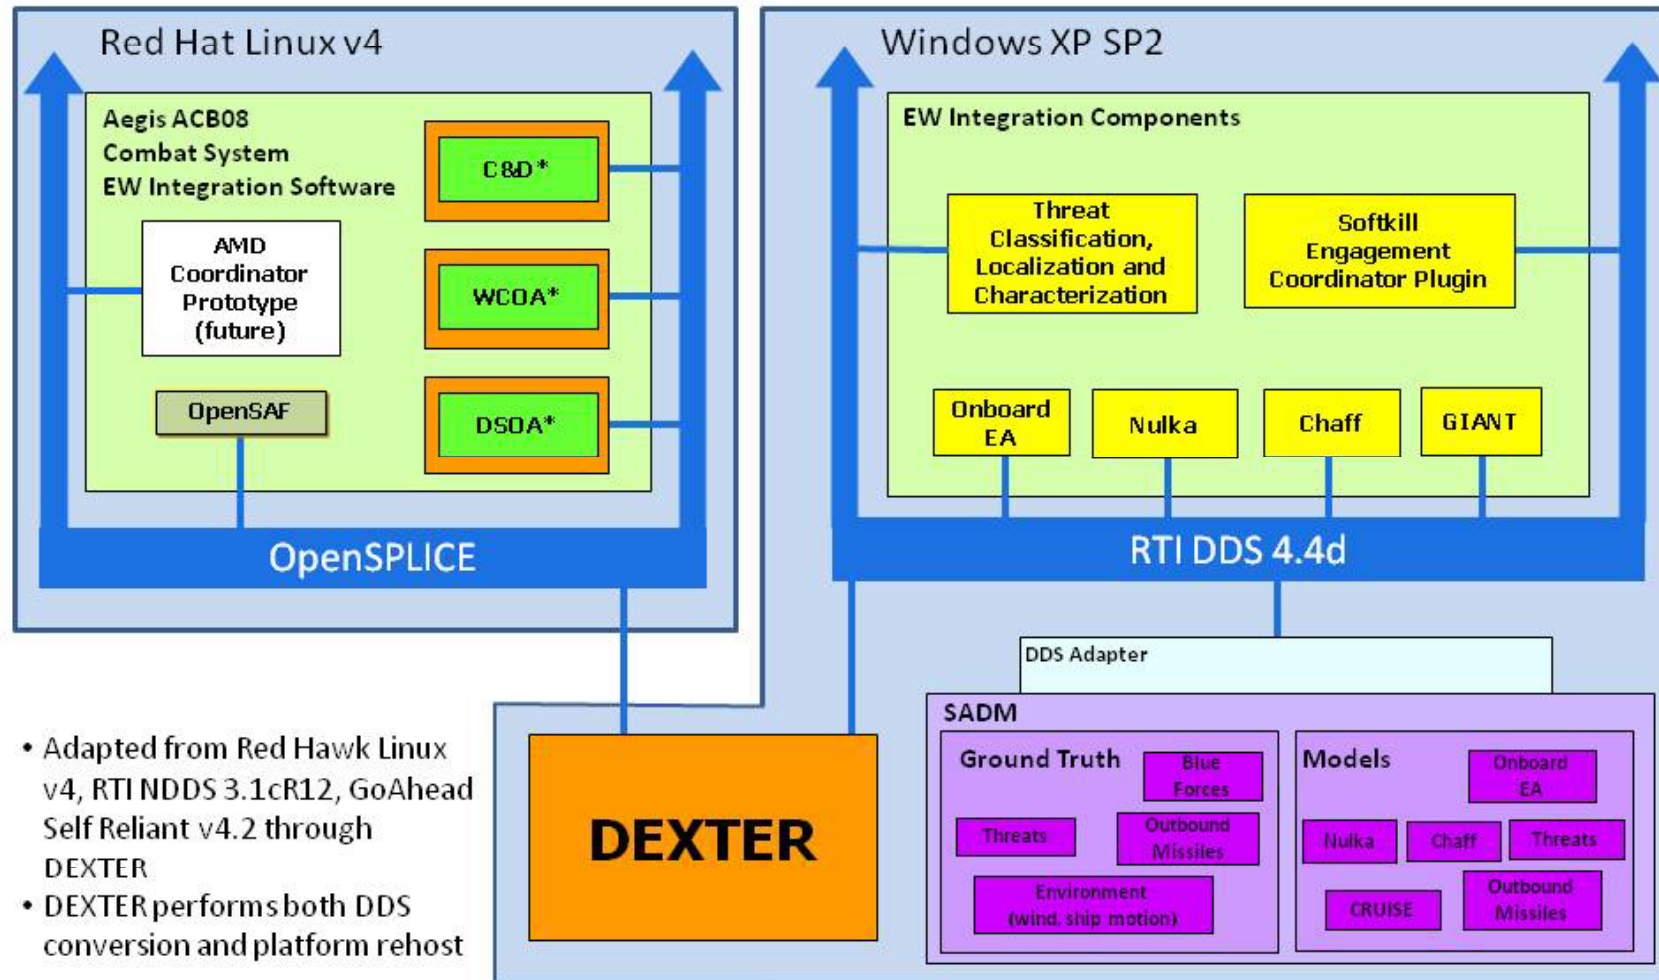 Red Hat Linux v4
Aegis ACB08
Combat System
EW Integration Software
C&D*
AMD
Coordinator
Prototype
(future)
WCOA*
OpenSAF
DSOA*
OpenSPLICE
Windows XP SP2
EW Integration Components
Threat
Classification,
Localization and
Characterization
Softkill
Engagement
Coordinator Plugin
Onboard
EA
Nulka
Chaff
GIANT
RTI DDS 4.4d
DDS Adapter
SADM
Ground Truth
Blue
Forces
Threats
Outbound
Missiles
Environment
(wind, ship motion)
Models
Onboard
EA
Nulka
Chaff
Threats
CRUISE
Outbound
Missiles
DEXTER
• Adapted from Red Hawk Linux
v4, RTI NDDS 3.1cR12, GoAhead
Self Reliant v4.2 through
DEXTER
• DEXTER performs both DDS
conversion and platform rehost